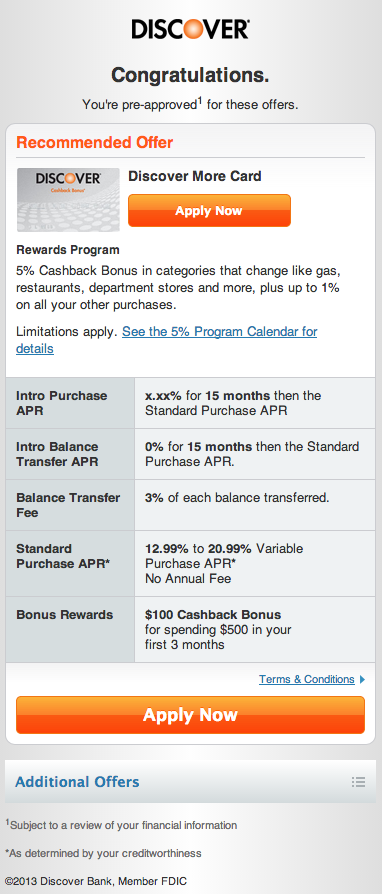 DISCOVER
Congratulations.
You're pre-approved1 for these offers.
Recommended Offer
DISCOVER
Cashback Bonus
Discover More Card
Apply Now
Rewards Program
5% Cashback Bonus in categories that change like gas,
restaurants, department stores and more, plus up to 1%
on all your other purchases.
Limitations apply. See the 5% Program Calendar for
details
Intro Purchase
APR
x.xx% for 15 months then the
Standard Purchase APR
Intro Balance
Transfer APR
0% for 15 months then the Standard
Purchase APR.
Balance Transfer
Fee
3% of each balance transferred.
Standard
Purchase APR*
12.99% to 20.99% Variable
Purchase APR*
No Annual Fee
Bonus Rewards
$100 Cashback Bonus
for spending $500 in your
first 3 months
Terms & Conditions
Apply Now
Additional Offers
1Subject to a review of your financial information
*As determined by your creditworthiness
©2013 Discover Bank, Member FDIC